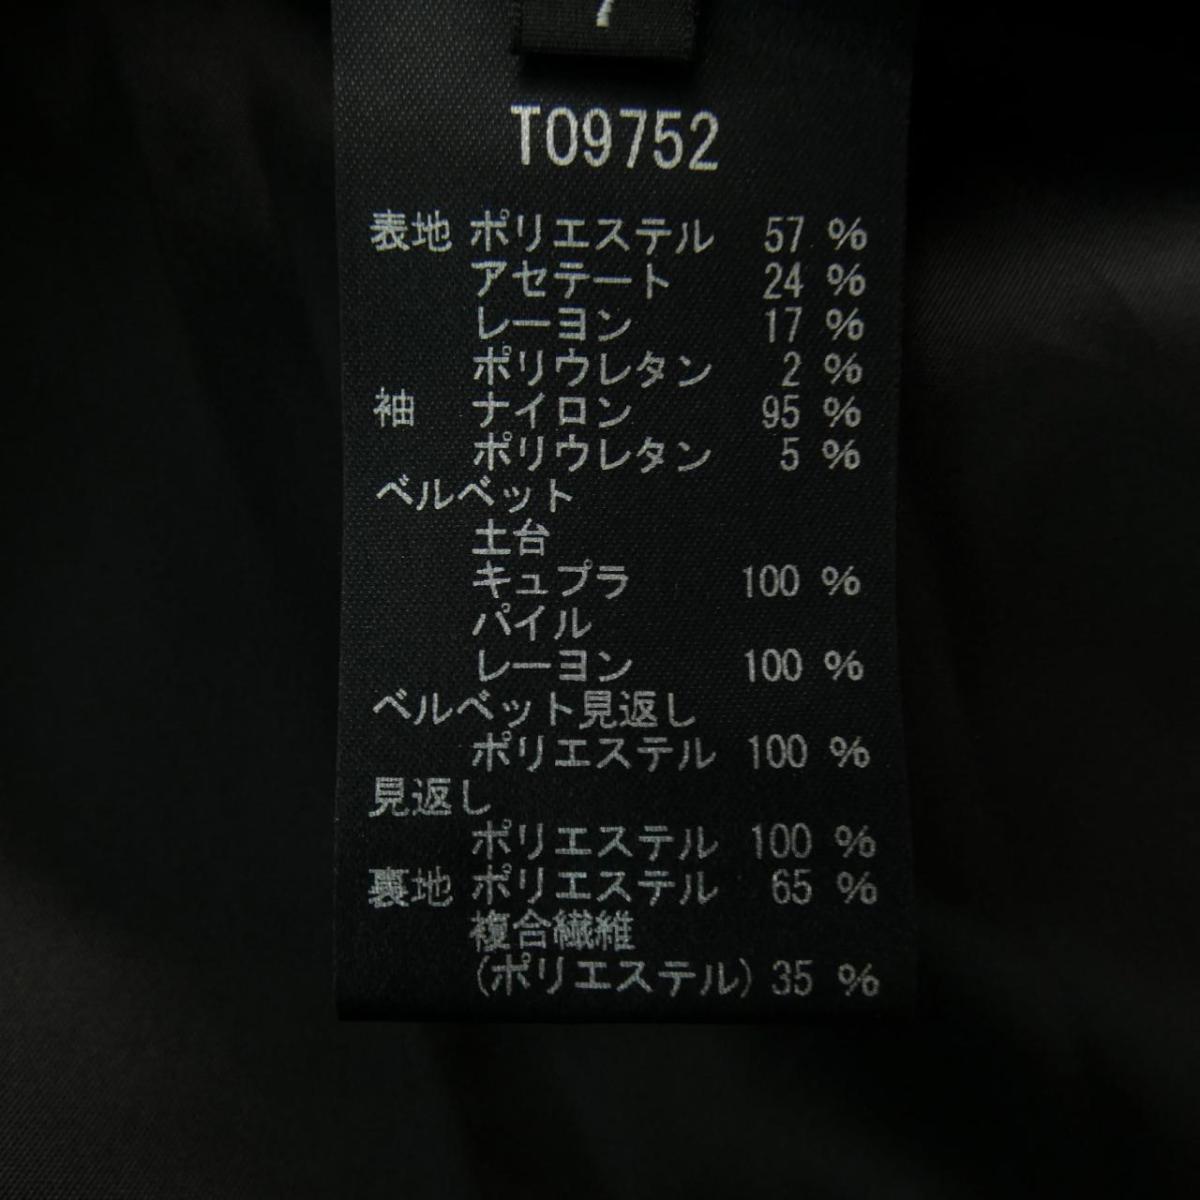 7
T09752
表地 ポリエステル 57 %
アセテート 24 %
レーヨン 17 %
ポリウレタン 2 %
袖 ナイロン 95 %
ポリウレタン 5 %
ベルベット
土台
キュプラ 100 %
パイル
レーヨン 100 %
ベルベット見返し
ポリエステル 100 %
見返し
ポリエステル 100 %
裏地 ポリエステル 65 %
複合繊維
(ポリエステル) 35 %